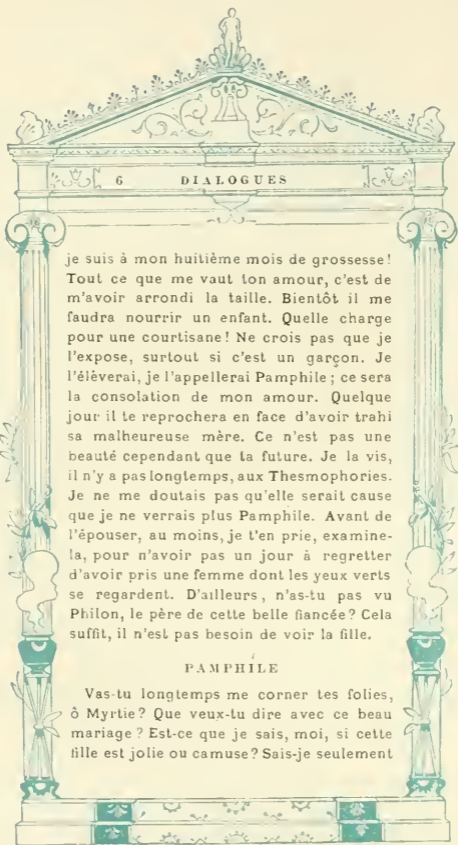 6 DIALOGUES
je suis à mon huitième mois de grossesse!
Tout ce que me vaut ton amour, c'est de
m'avoir arrondi la taille. Bientôt il me
faudra nourrir un enfant. Quelle charge
pour une courtisane! Ne crois pas que je
l'expose, surtout si c'est un garçon. Je
l'élèverai, je l'appellerai Pamphile; ce sera
la consolation de mon amour. Quelque
jour il te reprochera en face d'avoir trahi
sa malheureuse mère. Ce n'est pas une
beauté cependant que ta future. Je la vis,
il n'y a pas longtemps, aux Thesmophories.
Je ne me doutais pas qu'elle serait cause
que je ne verrais plus Pamphile. Avant de
l'épouser, au moins, je t'en prie, examine-
la, pour n'avoir pas un jour à regretter
d'avoir pris une femme dont les yeux verts
se regardent. D'ailleurs, n'as-tu pas vu
Philon, le père de cette belle fiancée? Cela
suffit, il n'est pas besoin de voir la fille.
PAMPHILE
Vas-tu longtemps me corner tes folies,
ô Myrtie? Que veux-tu dire avec ce beau
mariage? Est-ce que je sais, moi, si cette
fille est jolie ou camuse? Sais-je seulement